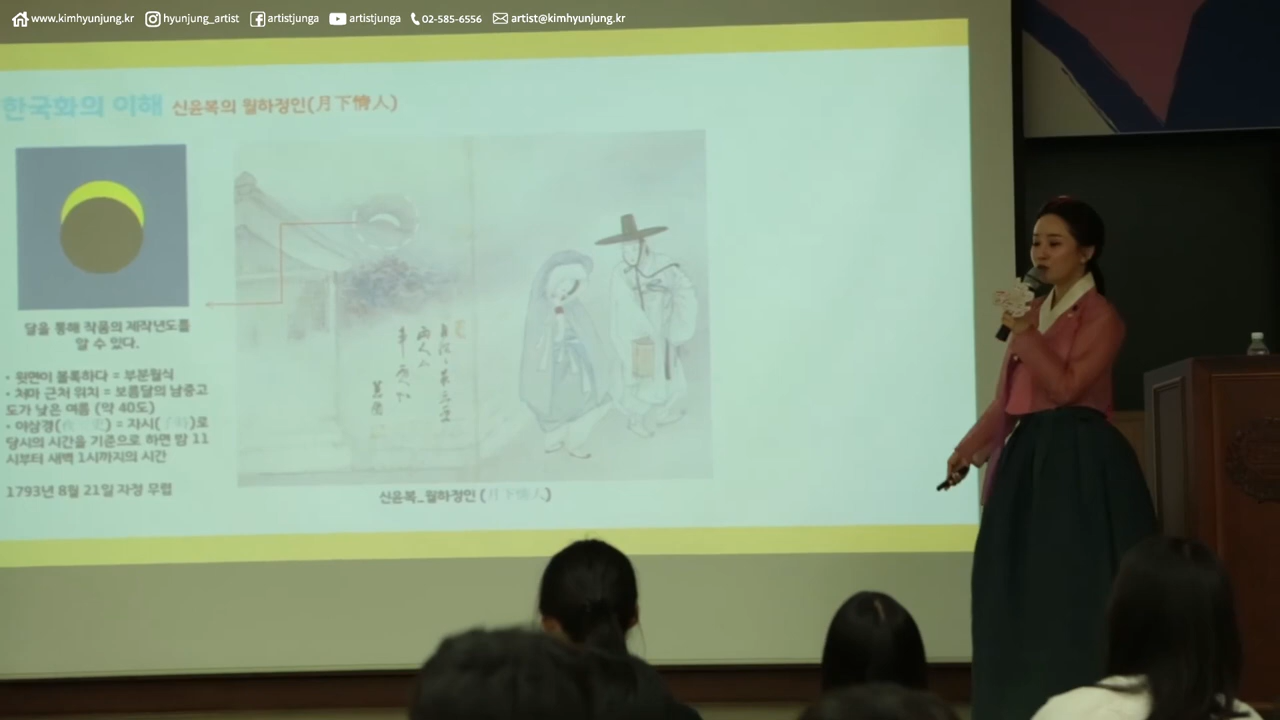 www.kimhyunjung.kr hyunjung_artist artistjunga artistjunga 02-585-6556 artist@kimhyunjung.kr
한국화의 이해 신윤복의 월하정인(月下情人)
달을 통해 작품의 제작년도를
알 수 있다.
• 윗면이 볼록하다 = 부분월식
• 처마 근처 위치 = 보름달의 남중고
도가 낮은 여름 (약 40도)
• 야삼경( ) = 자시( )로
당시의 시간을 기준으로 하면 밤 11
시부터 새벽 1시까지의 시간
1793년 8월 21일 자정 무렵
신윤복_월하정인 (月下情人)